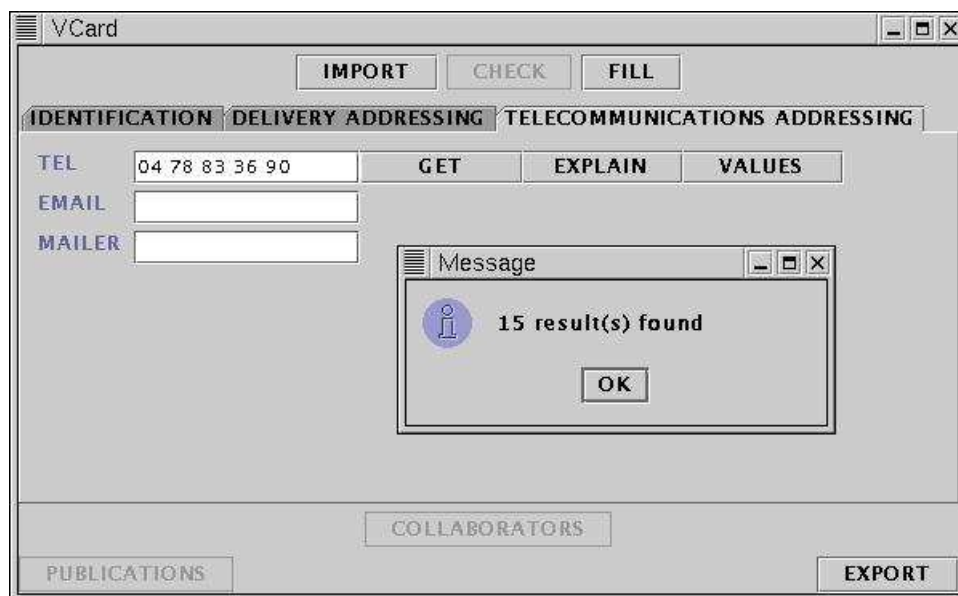 VCard
IMPORT CHECK FILL
IDENTIFICATION DELIVERY ADDRESSING TELECOMMUNICATIONS ADDRESSING
TEL 04 78 83 36 90 GET EXPLAIN VALUES
EMAIL
MAILER
Message
15 result(s) found
OK
COLLABORATORS
PUBLICATIONS EXPORT